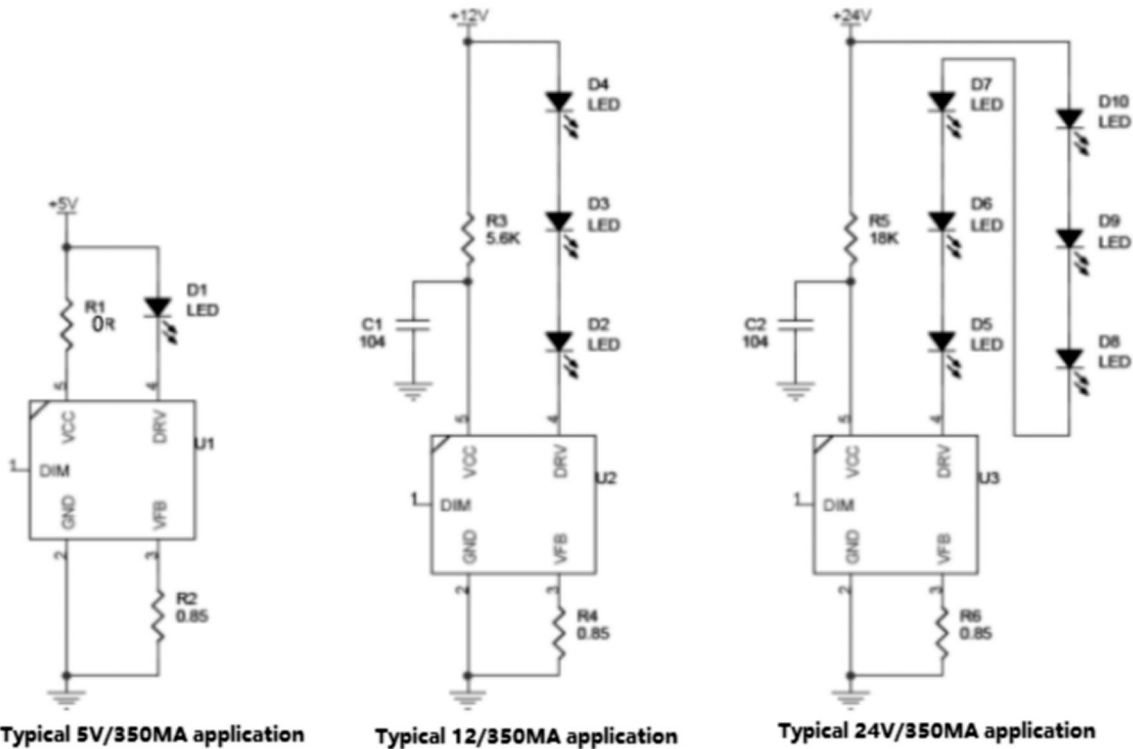 +5V
R1
0R
D1
LED
5
4
VCC
DRV
U1
1
DIM
GND
VFB
2
3
R2
0.85
Typical 5V/350MA application
+12V
D4
LED
D3
LED
R3
5.6K
C1
104
D2
LED
5
4
VCC
DRV
U2
1
DIM
GND
VFB
2
3
R4
0.85
Typical 12/350MA application
+24V
D7
LED
D10
LED
D6
LED
D9
LED
R5
18K
C2
104
D5
LED
D8
LED
5
4
VCC
DRV
U3
1
DIM
GND
VFB
2
3
R6
0.85
Typical 24V/350MA application